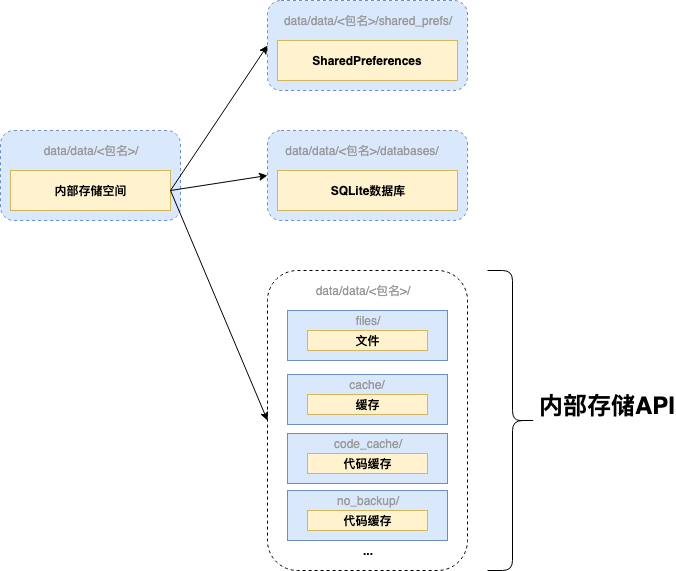 data/data/<包名>/shared_prefs/
SharedPreferences
data/data/<包名>/
内部存储空间
data/data/<包名>/databases/
SQLite数据库
data/data/<包名>/
files/
文件
cache/
缓存
code_cache/
代码缓存
no_backup/
代码缓存
...
内部存储API